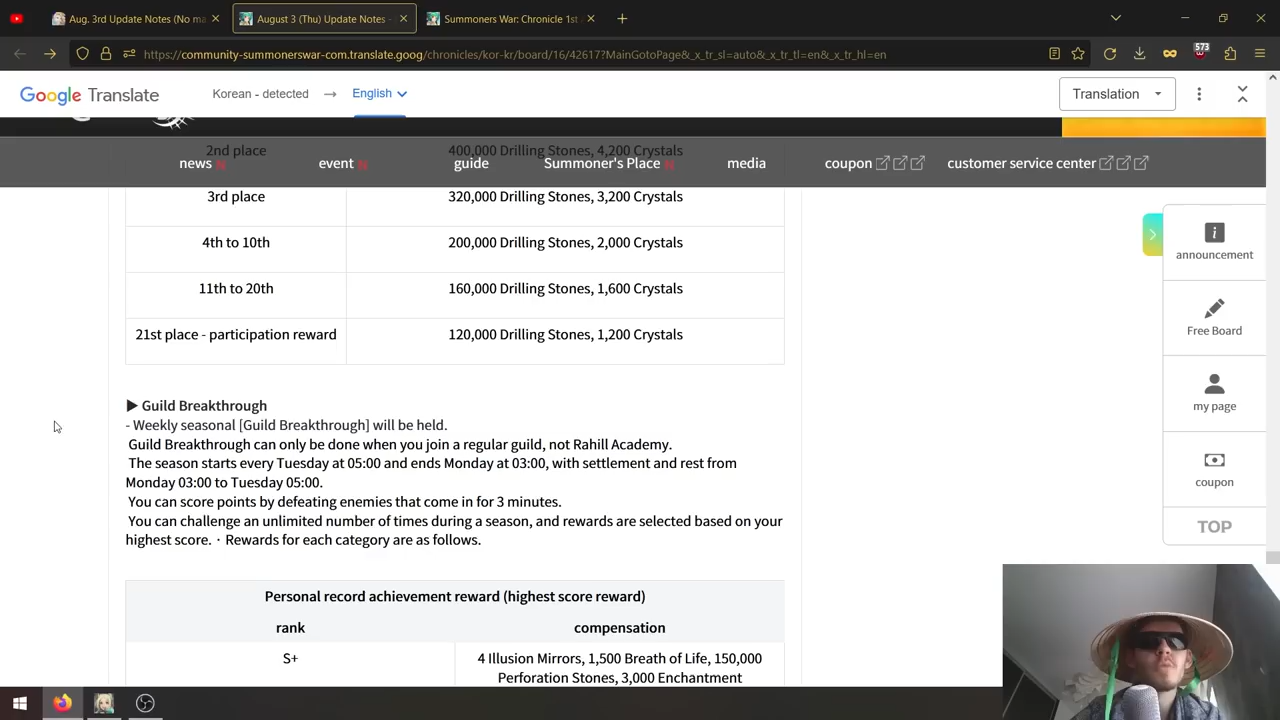 Aug. 3rd Update Notes (No ma
August 3 (Thu) Update Notes -
Summoners War: Chronicle 1st
https://community-summonerswar-com.translate.goog/chronicles/kor-kr/board/16/42617?MainGotoPage&_x_tr_sl=auto&_x_tr_tl=en&_x_tr_hl=en
573
Google Translate
Korean - detected
English
Translation
2nd place 400,000 Drilling Stones, 4,200 Crystals
news N event N guide Summoner's Place N media coupon customer service center
3rd place 320,000 Drilling Stones, 3,200 Crystals
4th to 10th 200,000 Drilling Stones, 2,000 Crystals
11th to 20th 160,000 Drilling Stones, 1,600 Crystals
21st place - participation reward 120,000 Drilling Stones, 1,200 Crystals
▶ Guild Breakthrough
- Weekly seasonal [Guild Breakthrough] will be held.
Guild Breakthrough can only be done when you join a regular guild, not Rahill Academy.
The season starts every Tuesday at 05:00 and ends Monday at 03:00, with settlement and rest from
Monday 03:00 to Tuesday 05:00.
You can score points by defeating enemies that come in for 3 minutes.
You can challenge an unlimited number of times during a season, and rewards are selected based on your
highest score. · Rewards for each category are as follows.
Personal record achievement reward (highest score reward)
rank compensation
S+ 4 Illusion Mirrors, 1,500 Breath of Life, 150,000
Perforation Stones, 3,000 Enchantment
announcement
Free Board
my page
coupon
TOP